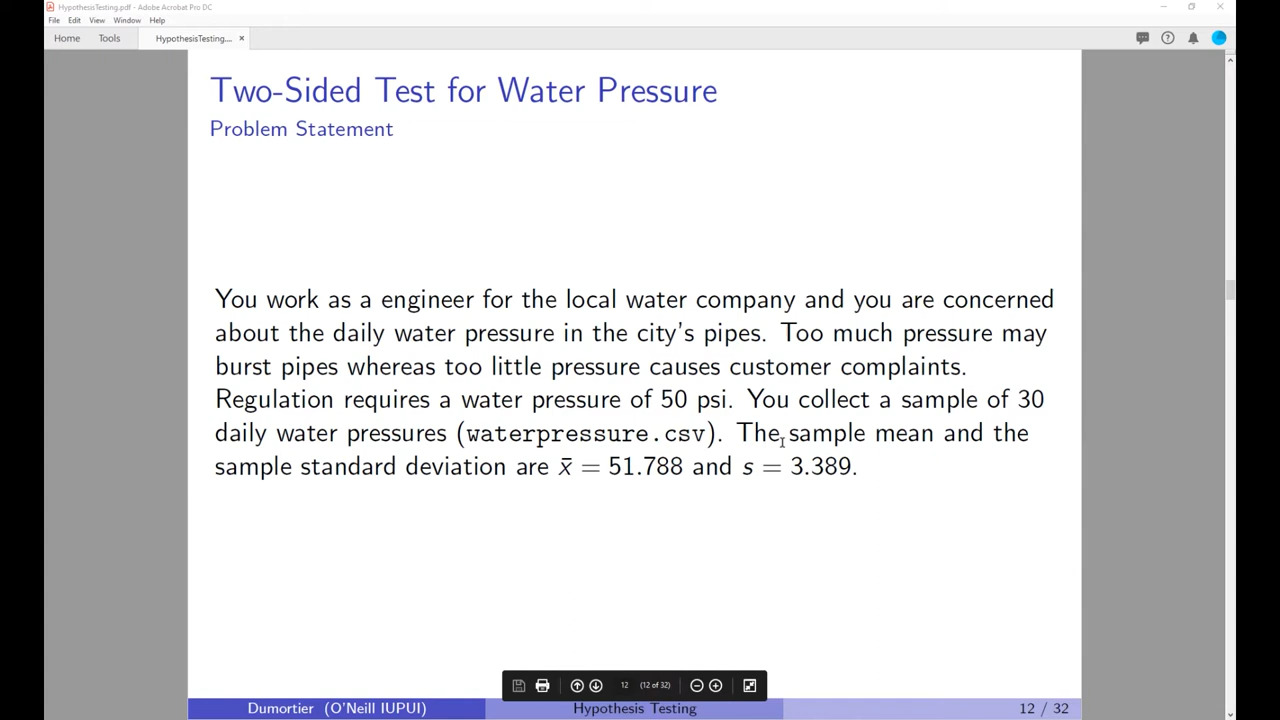 HypothesisTesting.pdf - Adobe Acrobat Pro DC
File Edit View Window Help
Home Tools HypothesisTesting.... ×
Two-Sided Test for Water Pressure
Problem Statement
You work as a engineer for the local water company and you are concerned
about the daily water pressure in the city's pipes. Too much pressure may
burst pipes whereas too little pressure causes customer complaints.
Regulation requires a water pressure of 50 psi. You collect a sample of 30
daily water pressures (waterpressure.csv). The sample mean and the
sample standard deviation are x̄ = 51.788 and s = 3.389.
12 (12 of 32)
Dumortier (O'Neill IUPUI) Hypothesis Testing 12 / 32